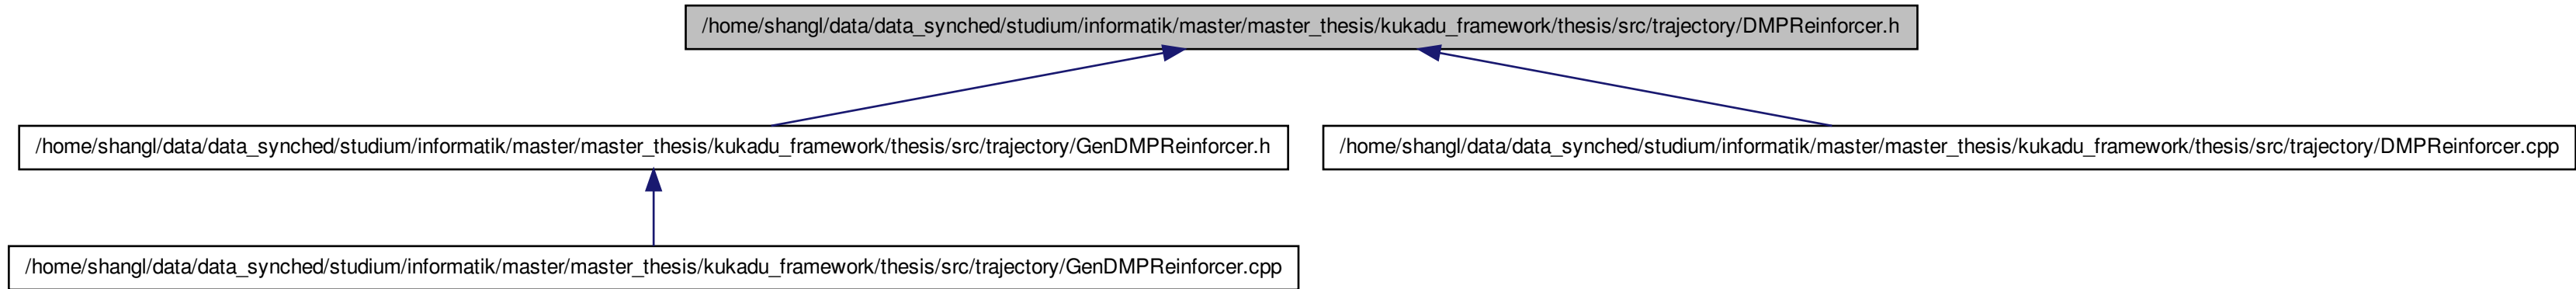 /home/shangl/data/data_synched/studium/informatik/master/master_thesis/kukadu_framework/thesis/src/trajectory/DMPReinforcer.h
/home/shangl/data/data_synched/studium/informatik/master/master_thesis/kukadu_framework/thesis/src/trajectory/GenDMPReinforcer.h
/home/shangl/data/data_synched/studium/informatik/master/master_thesis/kukadu_framework/thesis/src/trajectory/DMPReinforcer.cpp
/home/shangl/data/data_synched/studium/informatik/master/master_thesis/kukadu_framework/thesis/src/trajectory/GenDMPReinforcer.cpp